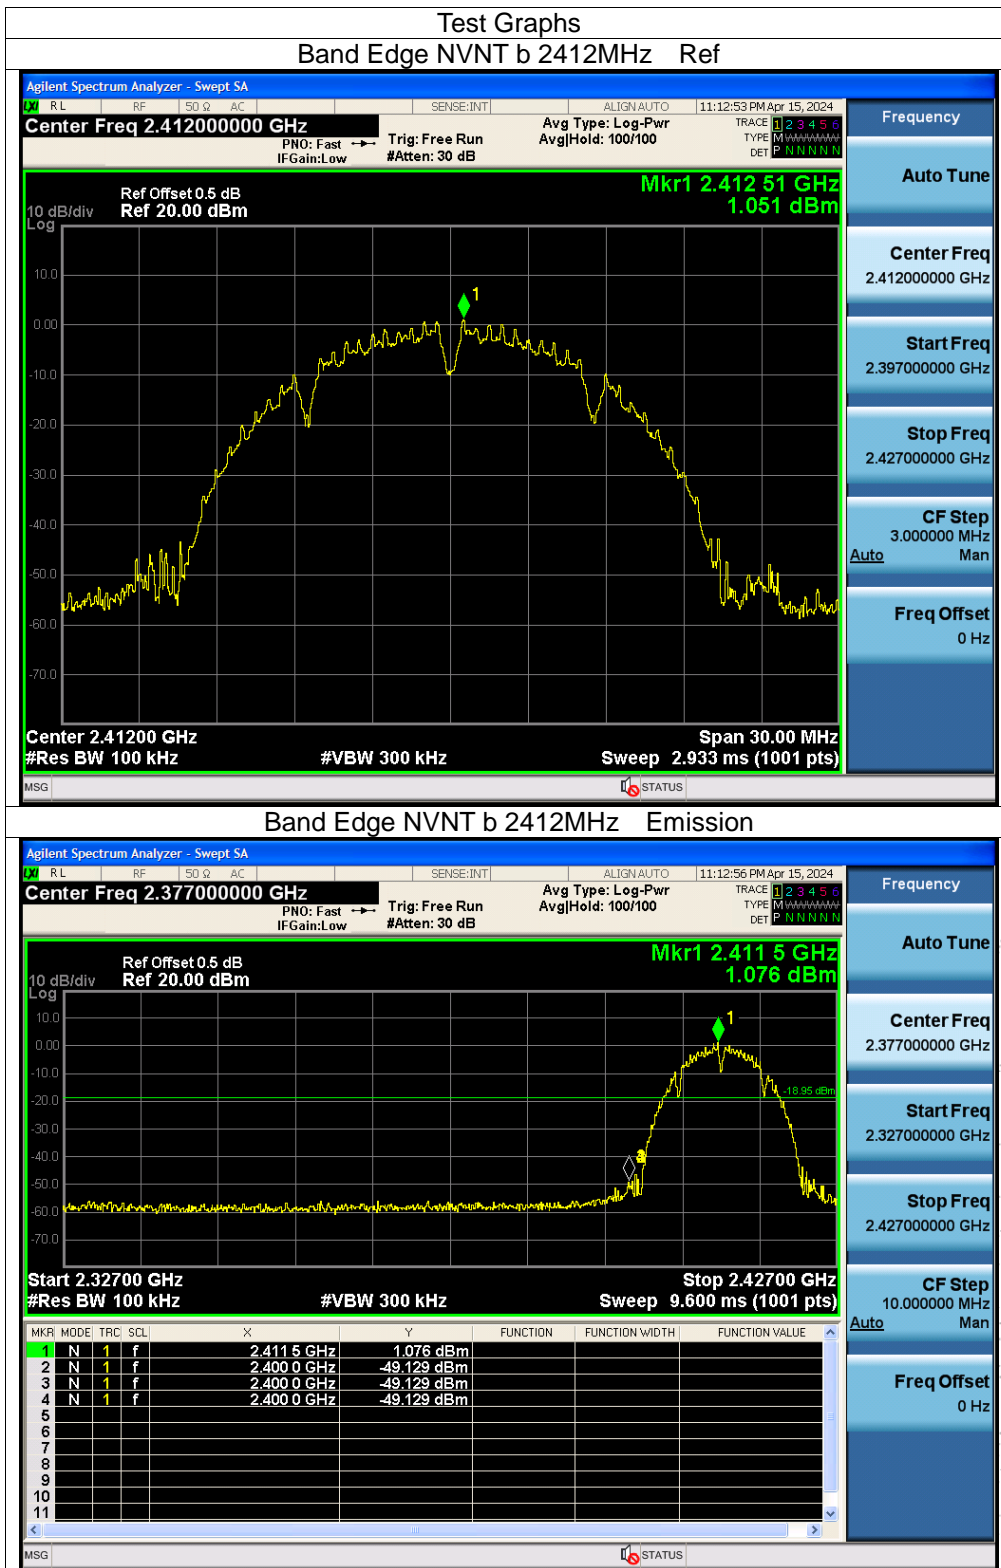 Test Graphs
Band Edge NVNT b 2412MHz Ref
Agilent Spectrum Analyzer - Swept SA
LXI RL RF 50 Ω AC SENSE:INT ALIGN AUTO 11:12:53 PM Apr 15, 2024
Center Freq 2.412000000 GHz Avg Type: Log-Pwr TRACE 1 2 3 4 5 6 Frequency
PNO: Fast Trig: Free Run Avg|Hold: 100/100 TYPE M WWWWW
IFGain:Low #Atten: 30 dB DET P N N N N N
Auto Tune
Ref Offset 0.5 dB Mkr1 2.412 51 GHz
10 dB/div Ref 20.00 dBm 1.051 dBm
Log
Center Freq
2.412000000 GHz
10.0
1
0.00
Start Freq
2.397000000 GHz
-10.0
-20.0
Stop Freq
2.427000000 GHz
-30.0
-40.0
CF Step
3.000000 MHz
Auto Man
-50.0
Freq Offset
0 Hz
-60.0
-70.0
Center 2.41200 GHz Span 30.00 MHz
#Res BW 100 kHz #VBW 300 kHz Sweep 2.933 ms (1001 pts)
MSG STATUS
Band Edge NVNT b 2412MHz Emission
Agilent Spectrum Analyzer - Swept SA
LXI RL RF 50 Ω AC SENSE:INT ALIGN AUTO 11:12:56 PM Apr 15, 2024
Center Freq 2.377000000 GHz Avg Type: Log-Pwr TRACE 1 2 3 4 5 6 Frequency
PNO: Fast Trig: Free Run Avg|Hold: 100/100 TYPE M WWWWW
IFGain:Low #Atten: 30 dB DET P N N N N N
Auto Tune
Ref Offset 0.5 dB Mkr1 2.411 5 GHz
10 dB/div Ref 20.00 dBm 1.076 dBm
Log
10.0
1
Center Freq
2.377000000 GHz
0.00
-10.0
-18.95 dBm
-20.0
Start Freq
2.327000000 GHz
-30.0
-40.0
-50.0
Stop Freq
2.427000000 GHz
-60.0
-70.0
Start 2.32700 GHz Stop 2.42700 GHz
#Res BW 100 kHz #VBW 300 kHz Sweep 9.600 ms (1001 pts)
CF Step
10.000000 MHz
Auto Man
MKR MODE TRC SCL X Y FUNCTION FUNCTION WIDTH FUNCTION VALUE
1 N 1 f 2.411 5 GHz 1.076 dBm
2 N 1 f 2.400 0 GHz -49.129 dBm
3 N 1 f 2.400 0 GHz -49.129 dBm
4 N 1 f 2.400 0 GHz -49.129 dBm
Freq Offset
0 Hz
5
6
7
8
9
10
11
MSG STATUS